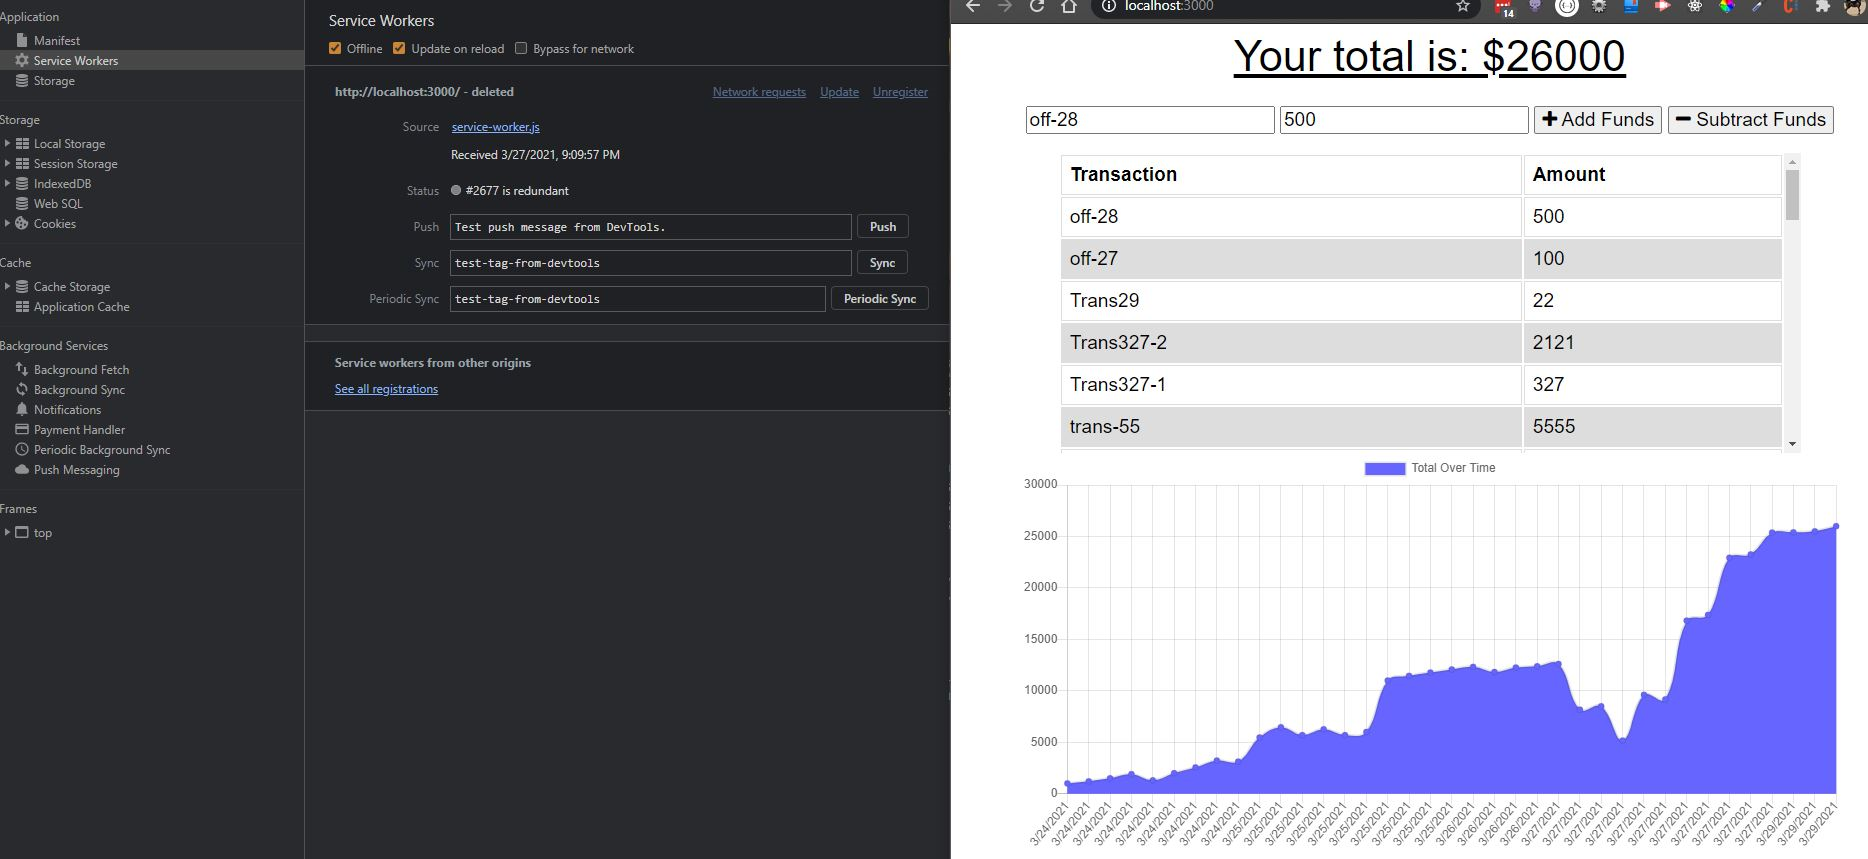 Application
Manifest
Service Workers
Storage
Storage
Local Storage
Session Storage
IndexedDB
Web SQL
Cookies
Cache
Cache Storage
Application Cache
Background Services
Background Fetch
Background Sync
Notifications
Payment Handler
Periodic Background Sync
Push Messaging
Frames
top
Service Workers
Offline Update on reload Bypass for network
http://localhost:3000/ - deleted Network requests Update Unregister
Source service-worker.js
Received 3/27/2021, 9:09:57 PM
Status #2677 is redundant
Push Test push message from DevTools. Push
Sync test-tag-from-devtools Sync
Periodic Sync test-tag-from-devtools Periodic Sync
Service workers from other origins
See all registrations
localhost:3000
14
Your total is: $26000
off-28 500 Add Funds Subtract Funds
Transaction Amount
off-28 500
off-27 100
Trans29 22
Trans327-2 2121
Trans327-1 327
trans-55 5555
Total Over Time
30000
25000
20000
15000
10000
5000
0
3/24/2021 3/24/2021 3/24/2021 3/24/2021 3/24/2021 3/24/2021 3/24/2021 3/24/2021 3/24/2021 3/25/2021 3/25/2021 3/25/2021 3/25/2021 3/25/2021 3/25/2021 3/25/2021 3/25/2021 3/25/2021 3/26/2021 3/26/2021 3/26/2021 3/26/2021 3/26/2021 3/27/2021 3/27/2021 3/27/2021 3/27/2021 3/27/2021 3/27/2021 3/27/2021 3/27/2021 3/27/2021 3/27/2021 3/27/2021 3/29/2021 3/29/2021 3/29/2021